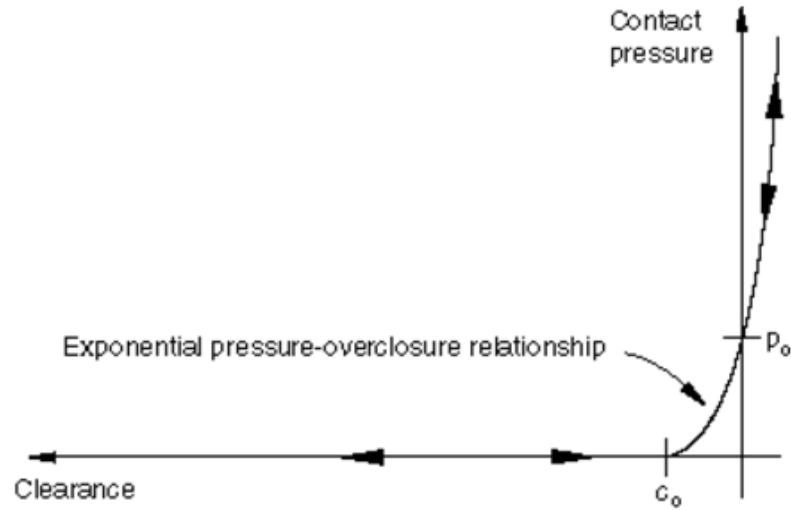 Contact
pressure
Exponential pressure-overclosure relationship
p₀
Clearance
c₀